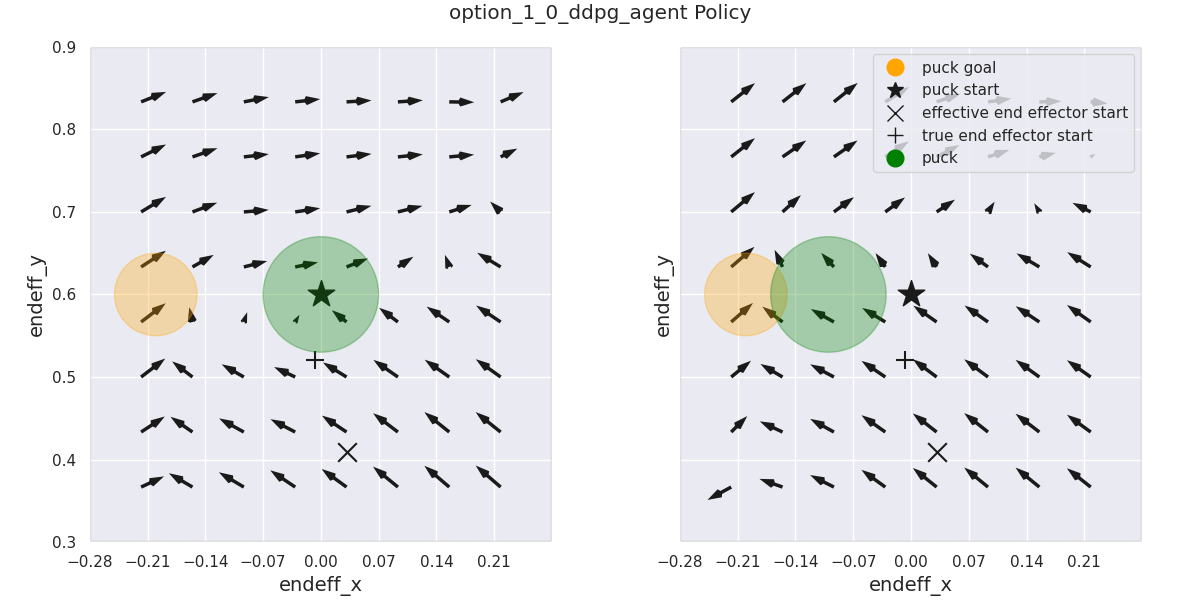 option_1_0_ddpg_agent Policy
0.9
0.8
0.7
0.6
0.5
0.4
0.3
endeff_y
−0.28 −0.21 −0.14 −0.07 0.00 0.07 0.14 0.21
endeff_x
puck goal
puck start
effective end effector start
true end effector start
puck
endeff_y
−0.28 −0.21 −0.14 −0.07 0.00 0.07 0.14 0.21
endeff_x